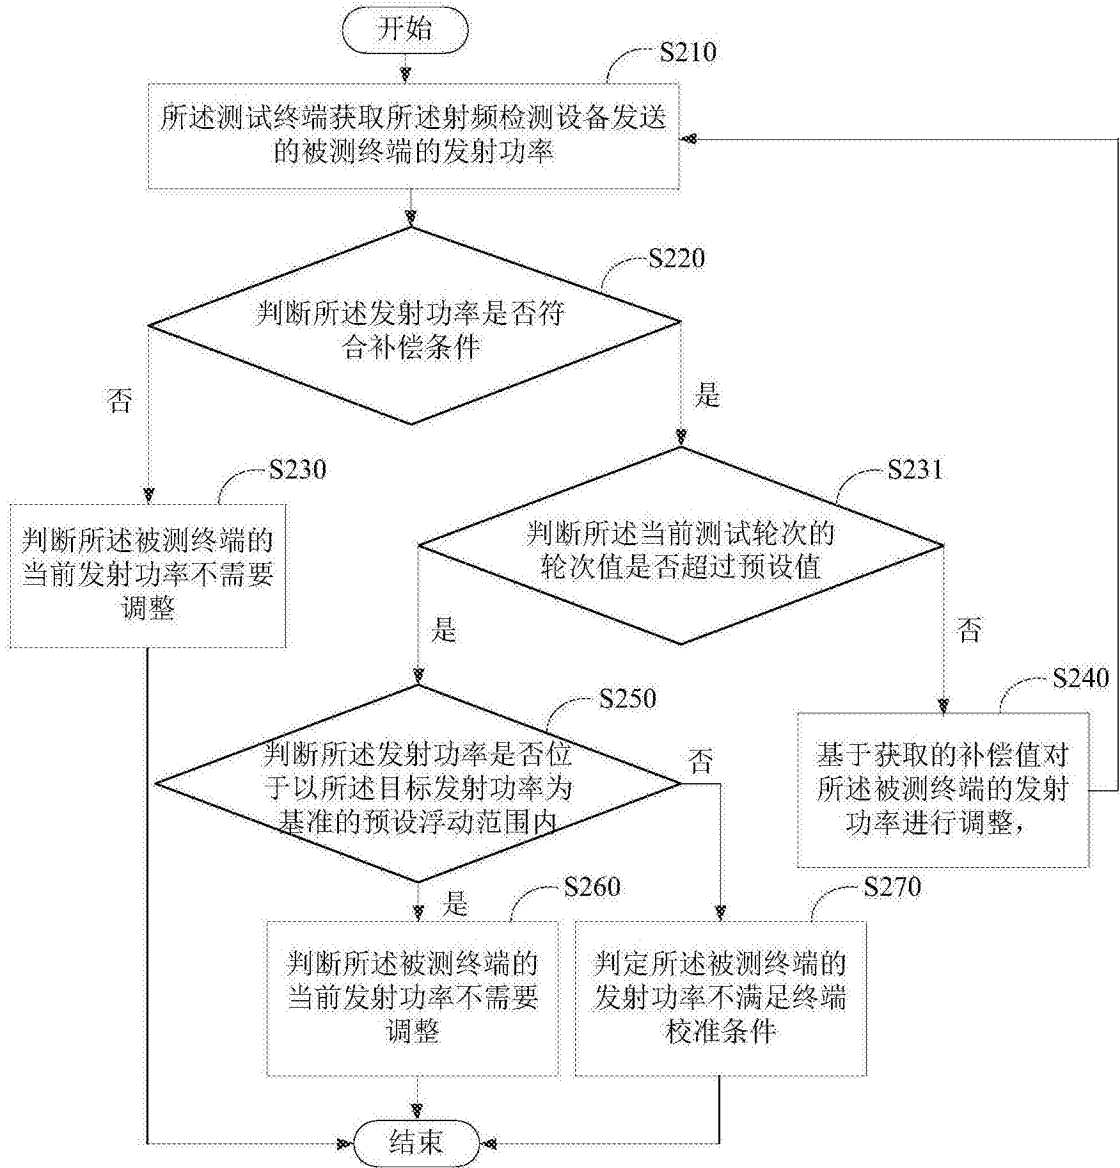 开始
S210
所述测试终端获取所述射频检测设备发送
的被测终端的发射功率
S220
判断所述发射功率是否符
合补偿条件
否
是
S230
判断所述被测终端的
当前发射功率不需要
调整
S231
判断所述当前测试轮次的
轮次值是否超过预设值
是
否
S240
基于获取的补偿值对
所述被测终端的发射
功率进行调整，
S250
判断所述发射功率是否位
于以所述目标发射功率为
基准的预设浮动范围内
否
是
S260
判断所述被测终端的
当前发射功率不需要
调整
S270
判定所述被测终端的
发射功率不满足终端
校准条件
结束